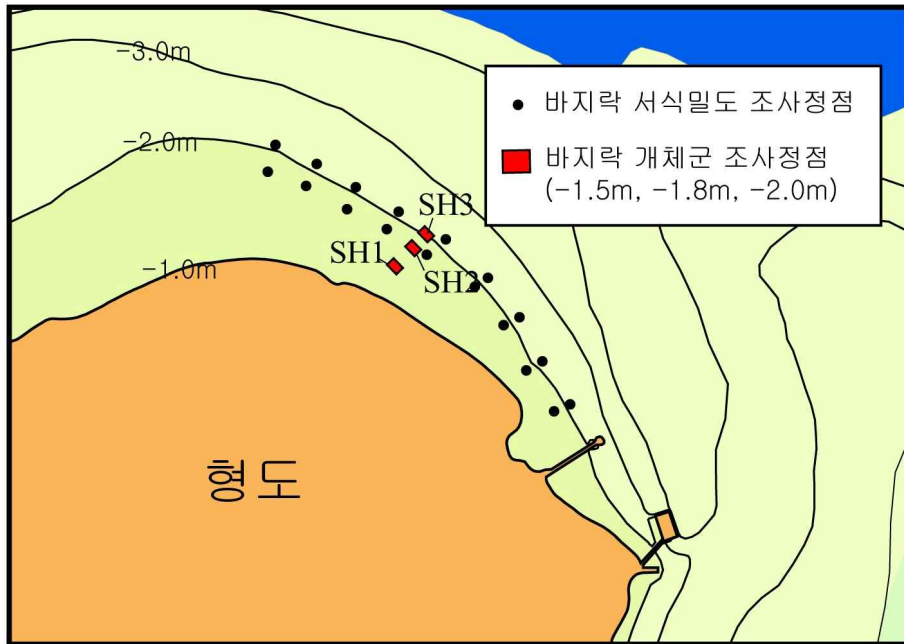 -3.0m
바지락 서식밀도 조사정점
-2.0m
바지락 개체군 조사정점
(-1.5m, -1.8m, -2.0m)
SH3
SH1
SH2
-1.0m
형도